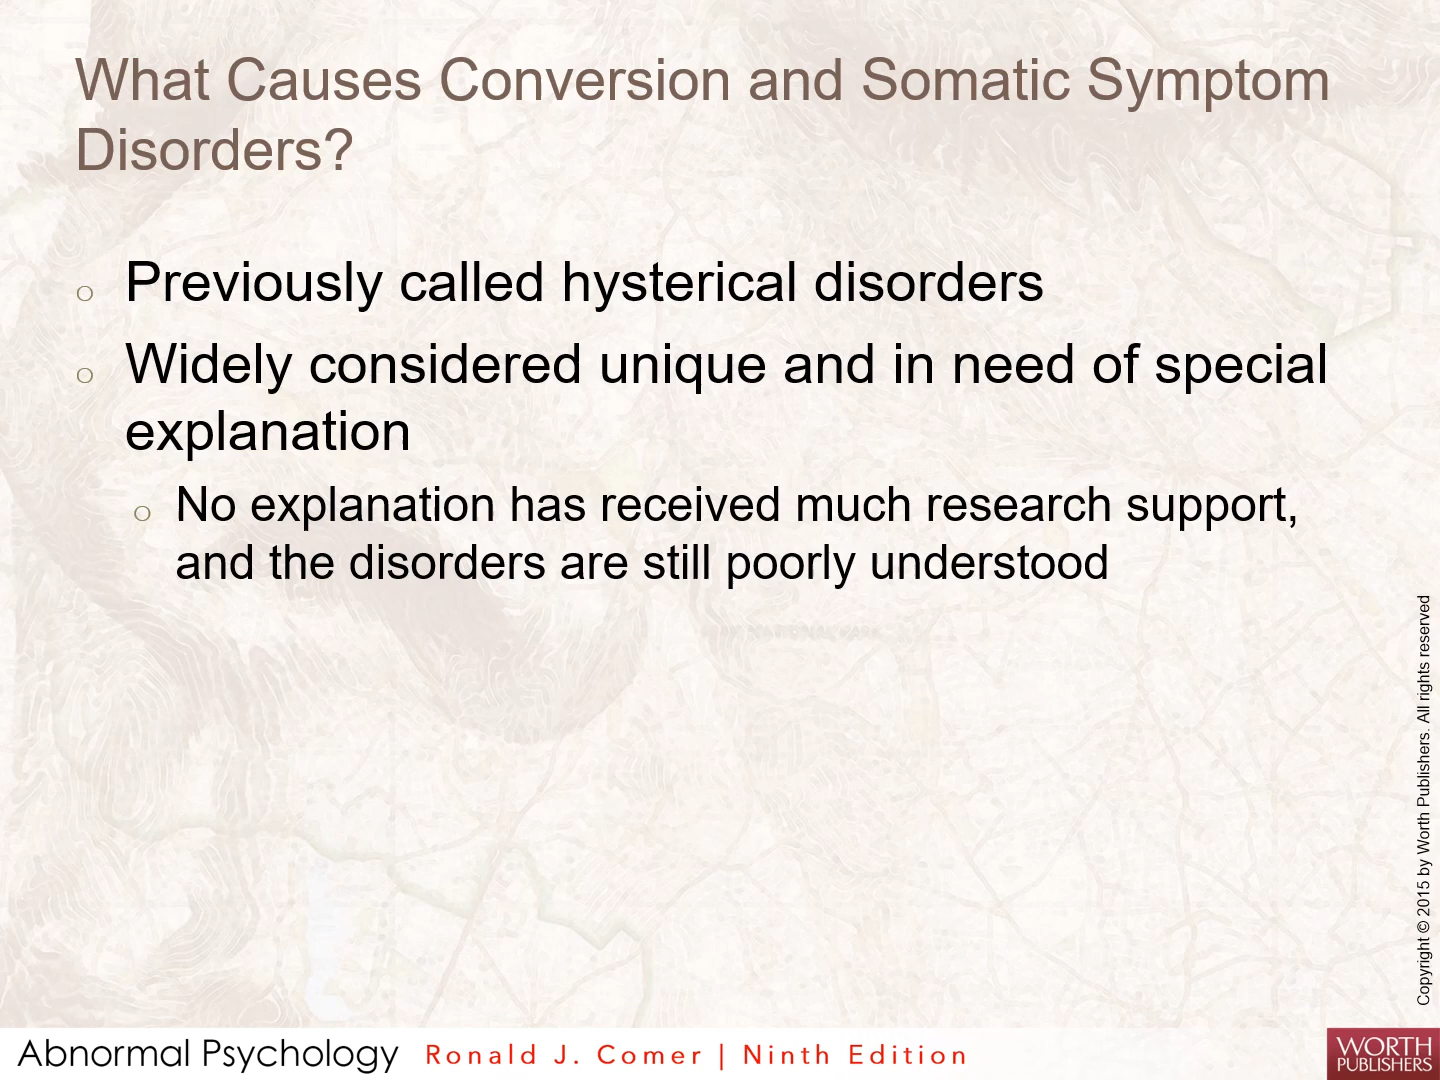 What Causes Conversion and Somatic Symptom
Disorders?
Previously called hysterical disorders
Widely considered unique and in need of special
explanation
No explanation has received much research support,
and the disorders are still poorly understood
Copyright © 2015 by Worth Publishers. All rights reserved
Abnormal Psychology Ronald J. Comer | Ninth Edition
WORTH
PUBLISHERS